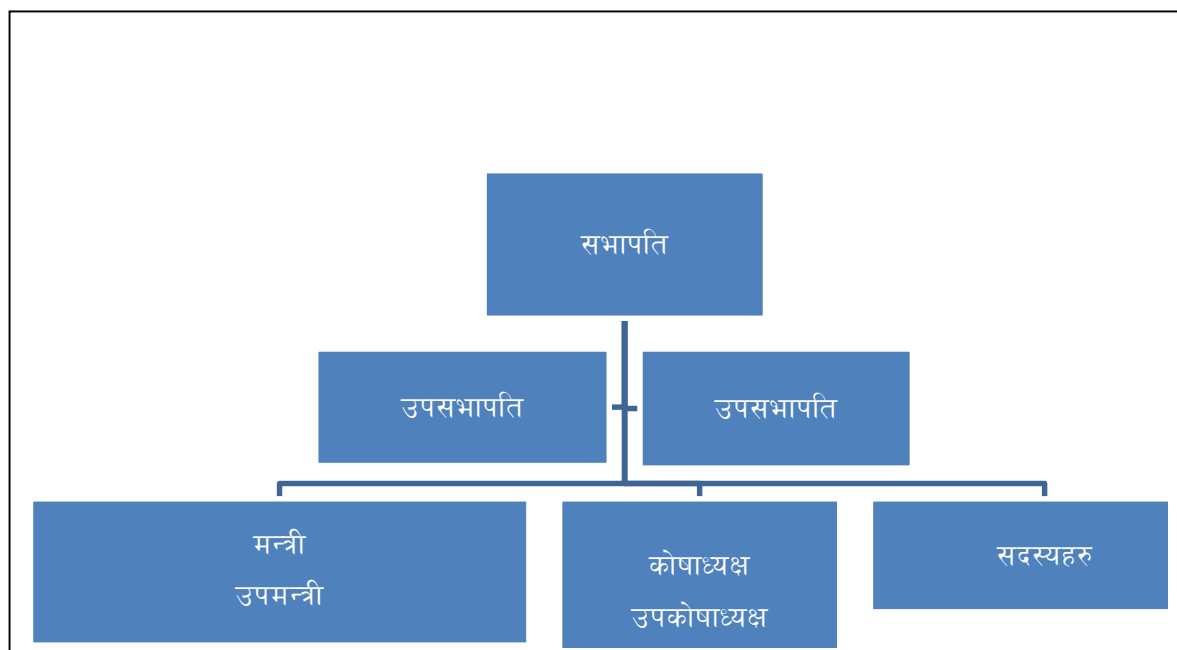 सभापति
उपसभापति
उपसभापति
मन्त्री
उपमन्त्री
कोषाध्यक्ष
उपकोषाध्यक्ष
सदस्यहरु